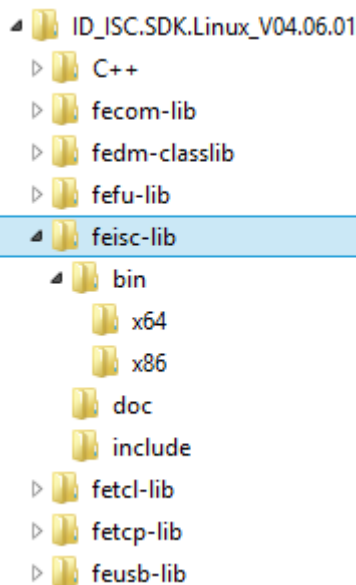 ID_ISC.SDK.Linux_V04.06.01
C++
fecom-lib
fedm-classlib
fefu-lib
feisc-lib
bin
x64
x86
doc
include
fetcl-lib
fetcp-lib
feusb-lib